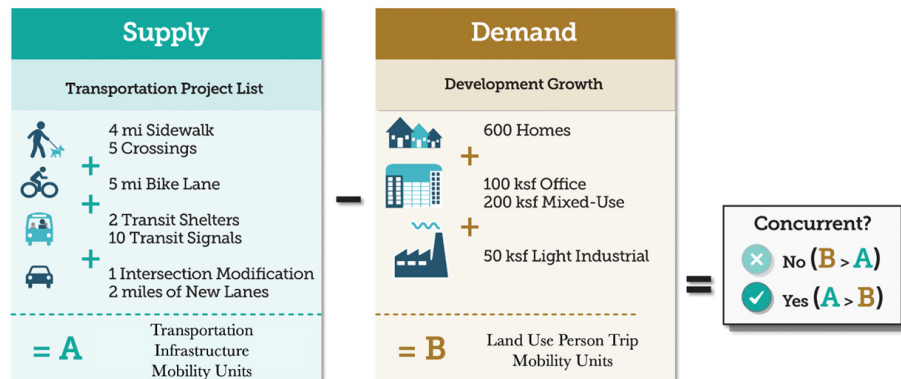 Supply
Transportation Project List
4 mi Sidewalk
5 Crossings
+
5 mi Bike Lane
+
2 Transit Shelters
10 Transit Signals
+
1 Intersection Modification
2 miles of New Lanes
= A
Transportation
Infrastructure
Mobility Units
–
Demand
Development Growth
600 Homes
+
100 ksf Office
200 ksf Mixed-Use
+
50 ksf Light Industrial
= B
Land Use Person Trip
Mobility Units
=
Concurrent?
No (B > A)
Yes (A > B)